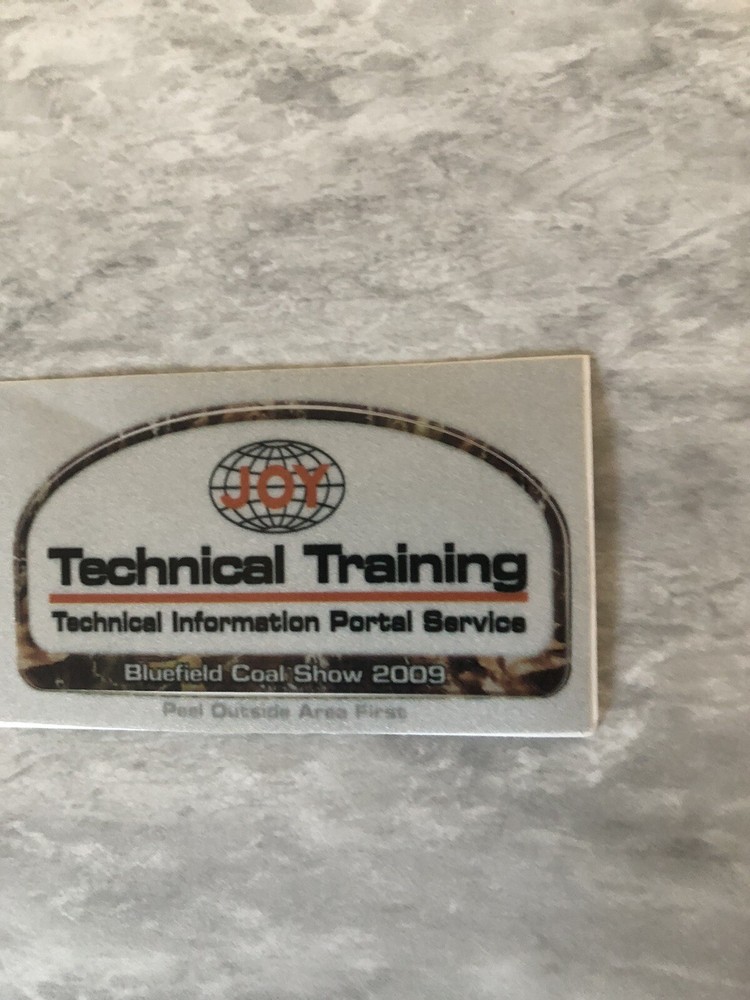 JOY
Technical Training
Technical Information Portal Service
Bluefield Coal Show 2009
Peel Outside Area First